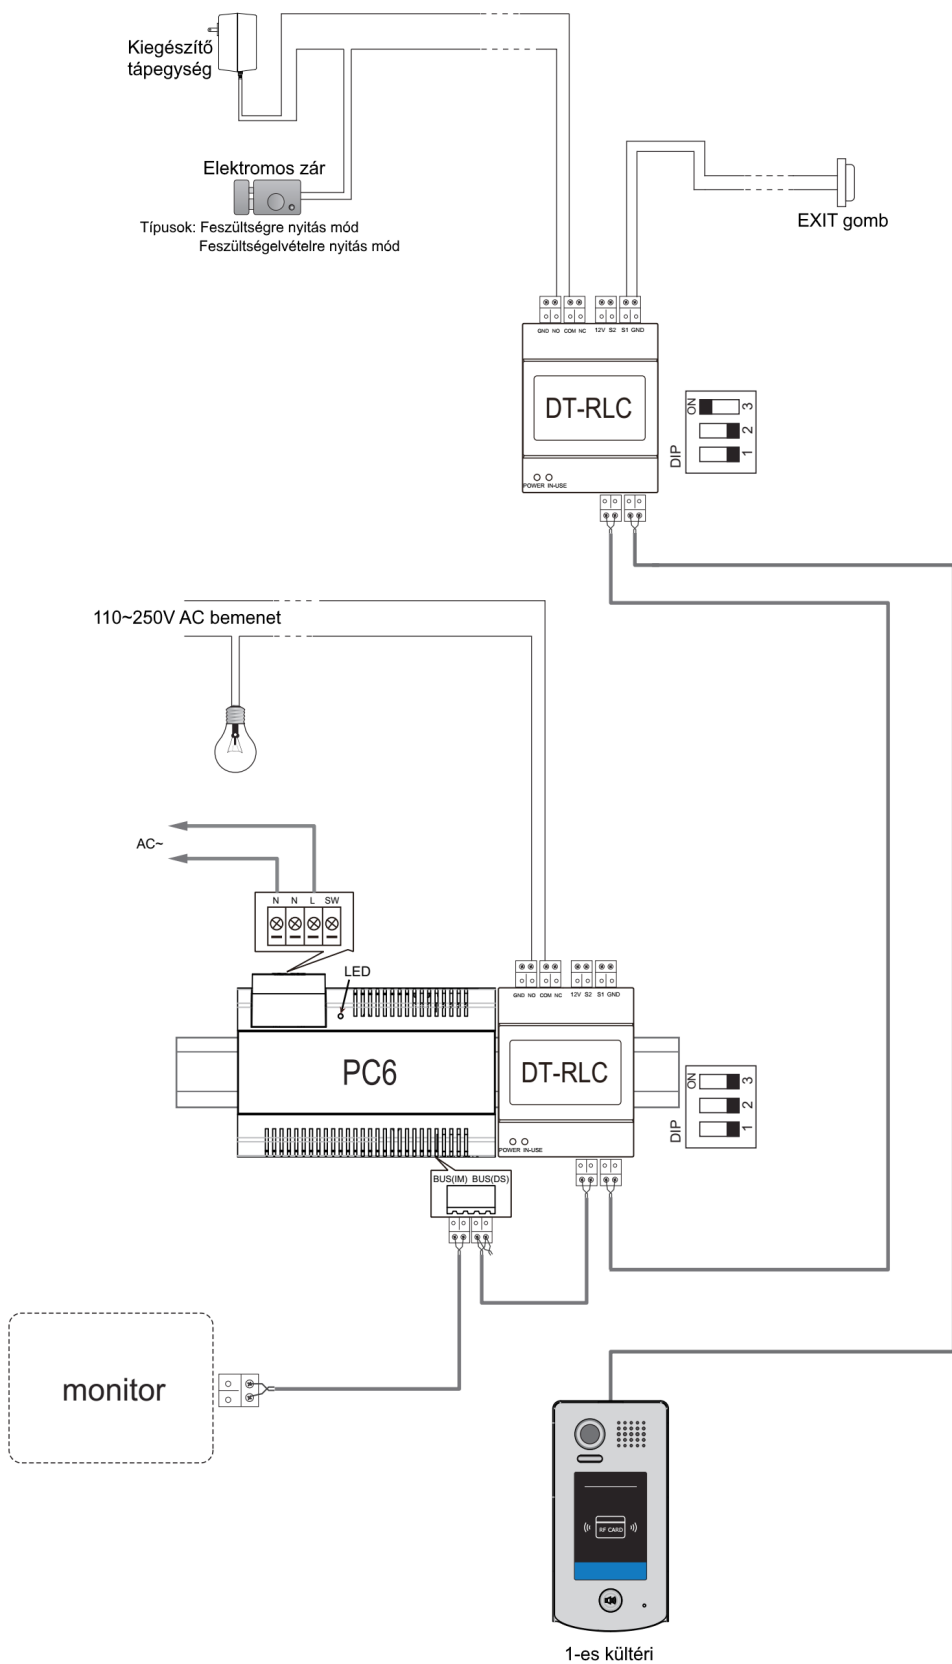 Kiegészítő
tápegység
Elektromos zár
Típusok: Feszültségre nyitás mód
Feszültségelvételre nyitás mód
EXIT gomb
GND NO COM NC 12V S2 S1 GND
DT-RLC
POWER IN-USE
ON
DIP
1 2 3
110~250V AC bemenet
AC~
N N L SW
LED
PC6
BUS(IM) BUS(DS)
GND NO COM NC 12V S2 S1 GND
DT-RLC
POWER IN-USE
ON
DIP
1 2 3
monitor
RF CARD
1-es kültéri